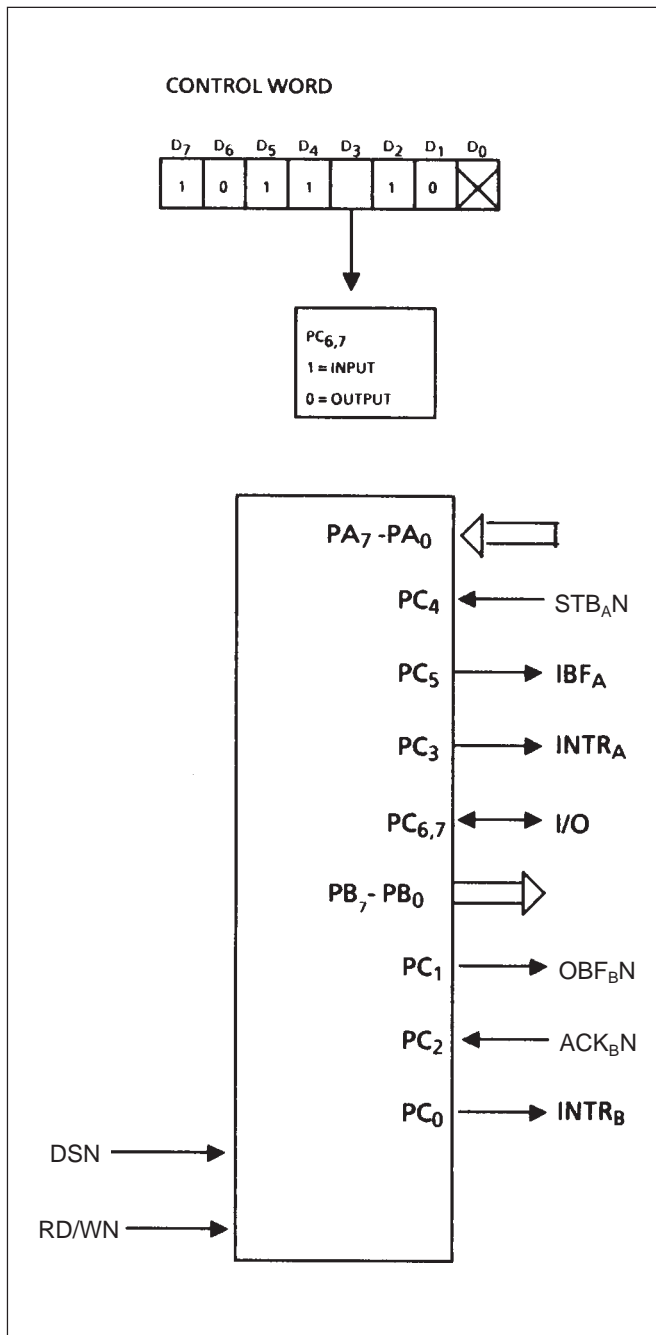 CONTROL WORD
D7 D6 D5 D4 D3 D2 D1 D0
1 0 1 1 1 0
PC6,7
1 = INPUT
0 = OUTPUT
PA7 - PA0
PC4 STBAN
PC5 IBFA
PC3 INTRA
PC6,7 I/O
PB7 - PB0
PC1 OBFBN
PC2 ACKBN
PC0 INTRB
DSN
RD/WN